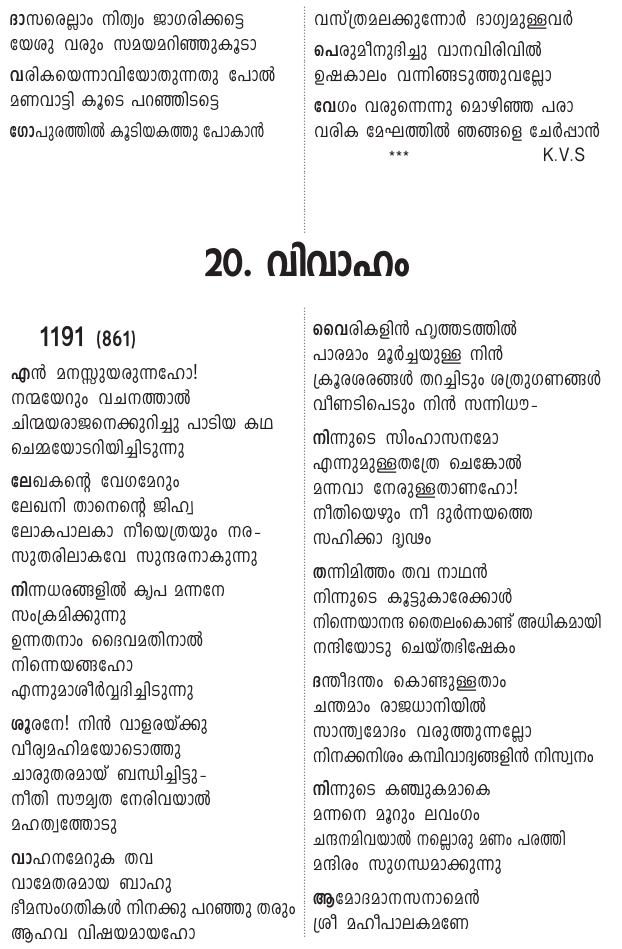 ദാസരെല്ലാം നിത്യം ജാഗരിക്കട്ടെ
യേശു വരും സമയമറിഞ്ഞുകൂടാ
വരികയെന്നാവിയോതുന്നതു പോൽ
മണവാട്ടി കൂടെ പറഞ്ഞിടട്ടെ
ഗോപുരത്തിൽ കൂടിയകത്തു പോകാൻ
വസ്ത്രമലക്കുന്നോർ ഭാഗ്യമുള്ളവർ
പെരുമീനുദിച്ചു വാനവിരിവിൽ
ഉഷകാലം വന്നിങ്ങടുത്തുവല്ലോ
വേഗം വരുന്നെന്നു മൊഴിഞ്ഞ പരാ
വരിക മേഘത്തിൽ ഞങ്ങളെ ചേർപ്പാൻ
*** K.V.S
20. വിവാഹം
1191 (861)
എൻ മനസ്സുയരുന്നഹോ!
നന്മയേറും വചനത്താൽ
ചിന്മയരാജനെക്കുറിച്ചു പാടിയ കഥ
ചെമ്മയോടറിയിച്ചിടുന്നു
ലേഖകന്റെ വേഗമേറും
ലേഖനി താനെന്റെ ജിഹ്വ
ലോകപാലകാ നീയെത്രയും നര-
സുതരിലാകവേ സുന്ദരനാകുന്നു
നിന്നധരങ്ങളിൽ കൃപ മന്നനേ
സംക്രമിക്കുന്നു
ഉന്നതനാം ദൈവമതിനാൽ
നിന്നെയങ്ങഹോ
എന്നുമാശീർവ്വദിച്ചിടുന്നു
ശൂരനേ! നിൻ വാളരയ്ക്കു
വീര്യമഹിമയോടൊത്തു
ചാരുതരമായ് ബന്ധിച്ചിട്ടു-
നീതി സൗമ്യത നേരിവയാൽ
മഹത്വത്തോടു
വാഹനമേറുക തവ
വാമേതരമായ ബാഹു
ഭീമസംഗതികൾ നിനക്കു പറഞ്ഞു തരും
ആഹവ വിഷയമായഹോ
വൈരികളിൻ ഹൃത്തടത്തിൽ
പാരമാം മൂർച്ചയുള്ള നിൻ
ക്രൂരശരങ്ങൾ തറച്ചിടും ശത്രുഗണങ്ങൾ
വീണടിപെടും നിൻ സന്നിധൗ-
നിന്നുടെ സിംഹാസനമോ
എന്നുമുള്ളതത്രേ ചെങ്കോൽ
മന്നവാ നേരുള്ളതാണഹോ!
നീതിയെഴും നീ ദുർന്നയത്തെ
സഹിക്കാ ദൃഢം
തന്നിമിത്തം തവ നാഥൻ
നിന്നുടെ കൂട്ടുകാരേക്കാൾ
നിന്നെയാനന്ദ തൈലംകൊണ്ട് അധികമായി
നന്ദിയോടു ചെയ്തഭിഷേകം
ദന്തീദന്തം കൊണ്ടുള്ളതാം
ചന്തമാം രാജധാനിയിൽ
സാന്ത്വമോദം വരുത്തുന്നല്ലോ
നിനക്കനിശം കമ്പിവാദ്യങ്ങളിൻ നിസ്വനം
നിന്നുടെ കഞ്ചുകമാകെ
മന്നനെ മൂറും ലവംഗം
ചന്ദനമിവയാൽ നല്ലൊരു മണം പരത്തി
മന്ദിരം സുഗന്ധമാക്കുന്നു
ആമോദമാനസനാമെൻ
ശ്രീ മഹീപാലകമണേ